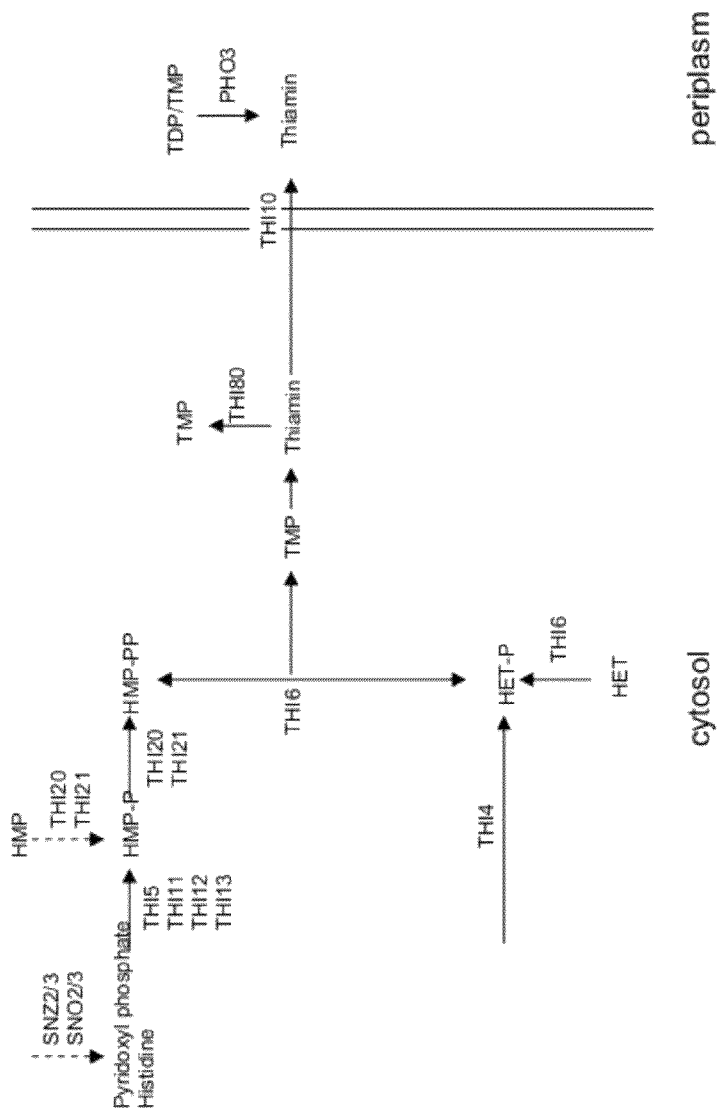 SNZ2/3
SNO2/3
Pyridoxyl phosphate
Histidine
THI5
THI11
THI12
THI13
HMP
THI20
THI21
HMP-P
THI20
THI21
HMP-PP
THI6
TMP
Thiamin
TMP
THI80
THI10
TDP/TMP
PHO3
Thiamin
THI4
HET-P
THI6
HET
cytosol
periplasm